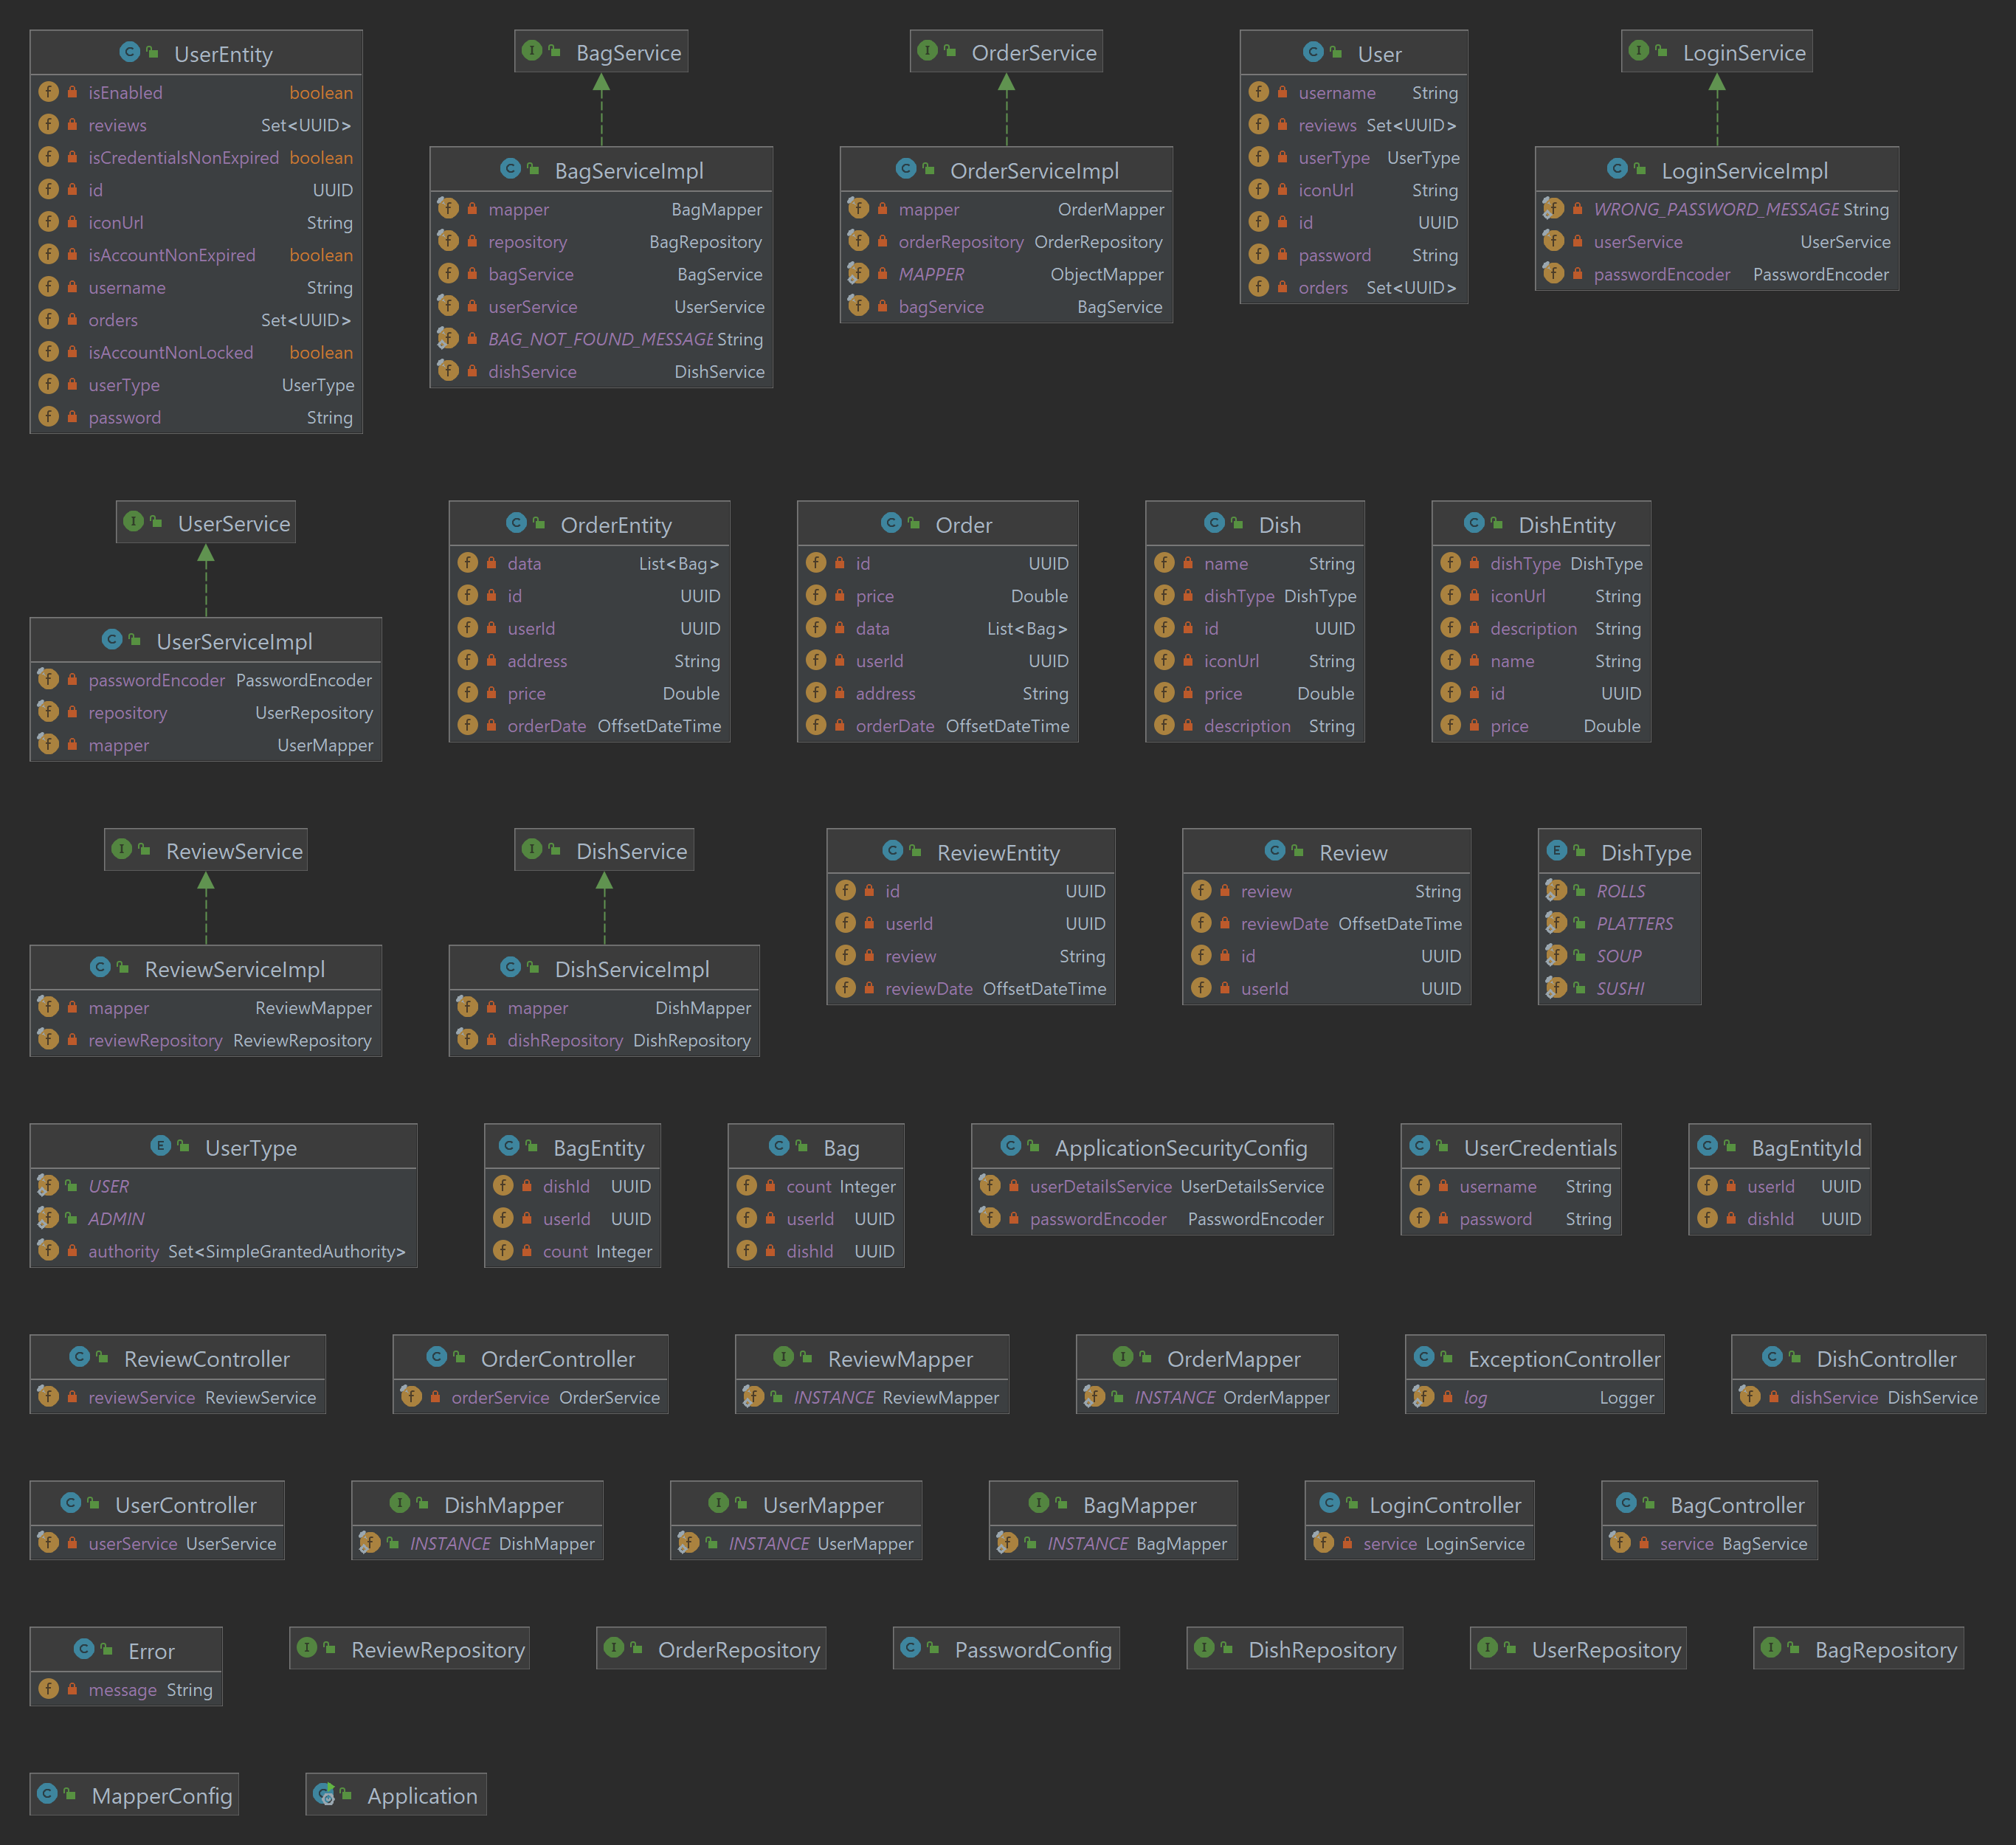 UserEntity
isEnabled boolean
reviews Set<UUID>
isCredentialsNonExpired boolean
id UUID
iconUrl String
isAccountNonExpired boolean
username String
orders Set<UUID>
isAccountNonLocked boolean
userType UserType
password String
BagService
BagServiceImpl
mapper BagMapper
repository BagRepository
bagService BagService
userService UserService
BAG_NOT_FOUND_MESSAGE String
dishService DishService
OrderService
OrderServiceImpl
mapper OrderMapper
orderRepository OrderRepository
MAPPER ObjectMapper
bagService BagService
User
username String
reviews Set<UUID>
userType UserType
iconUrl String
id UUID
password String
orders Set<UUID>
LoginService
LoginServiceImpl
WRONG_PASSWORD_MESSAGE String
userService UserService
passwordEncoder PasswordEncoder
UserService
UserServiceImpl
passwordEncoder PasswordEncoder
repository UserRepository
mapper UserMapper
OrderEntity
data List<Bag>
id UUID
userId UUID
address String
price Double
orderDate OffsetDateTime
Order
id UUID
price Double
data List<Bag>
userId UUID
address String
orderDate OffsetDateTime
Dish
name String
dishType DishType
id UUID
iconUrl String
price Double
description String
DishEntity
dishType DishType
iconUrl String
description String
name String
id UUID
price Double
ReviewService
ReviewServiceImpl
mapper ReviewMapper
reviewRepository ReviewRepository
DishService
DishServiceImpl
mapper DishMapper
dishRepository DishRepository
ReviewEntity
id UUID
userId UUID
review String
reviewDate OffsetDateTime
Review
review String
reviewDate OffsetDateTime
id UUID
userId UUID
DishType
ROLLS
PLATTERS
SOUP
SUSHI
UserType
USER
ADMIN
authority Set<SimpleGrantedAuthority>
BagEntity
dishId UUID
userId UUID
count Integer
Bag
count Integer
userId UUID
dishId UUID
ApplicationSecurityConfig
userDetailsService UserDetailsService
passwordEncoder PasswordEncoder
UserCredentials
username String
password String
BagEntityId
userId UUID
dishId UUID
ReviewController
reviewService ReviewService
OrderController
orderService OrderService
ReviewMapper
INSTANCE ReviewMapper
OrderMapper
INSTANCE OrderMapper
ExceptionController
log Logger
DishController
dishService DishService
UserController
userService UserService
DishMapper
INSTANCE DishMapper
UserMapper
INSTANCE UserMapper
BagMapper
INSTANCE BagMapper
LoginController
service LoginService
BagController
service BagService
Error
message String
ReviewRepository
OrderRepository
PasswordConfig
DishRepository
UserRepository
BagRepository
MapperConfig
Application